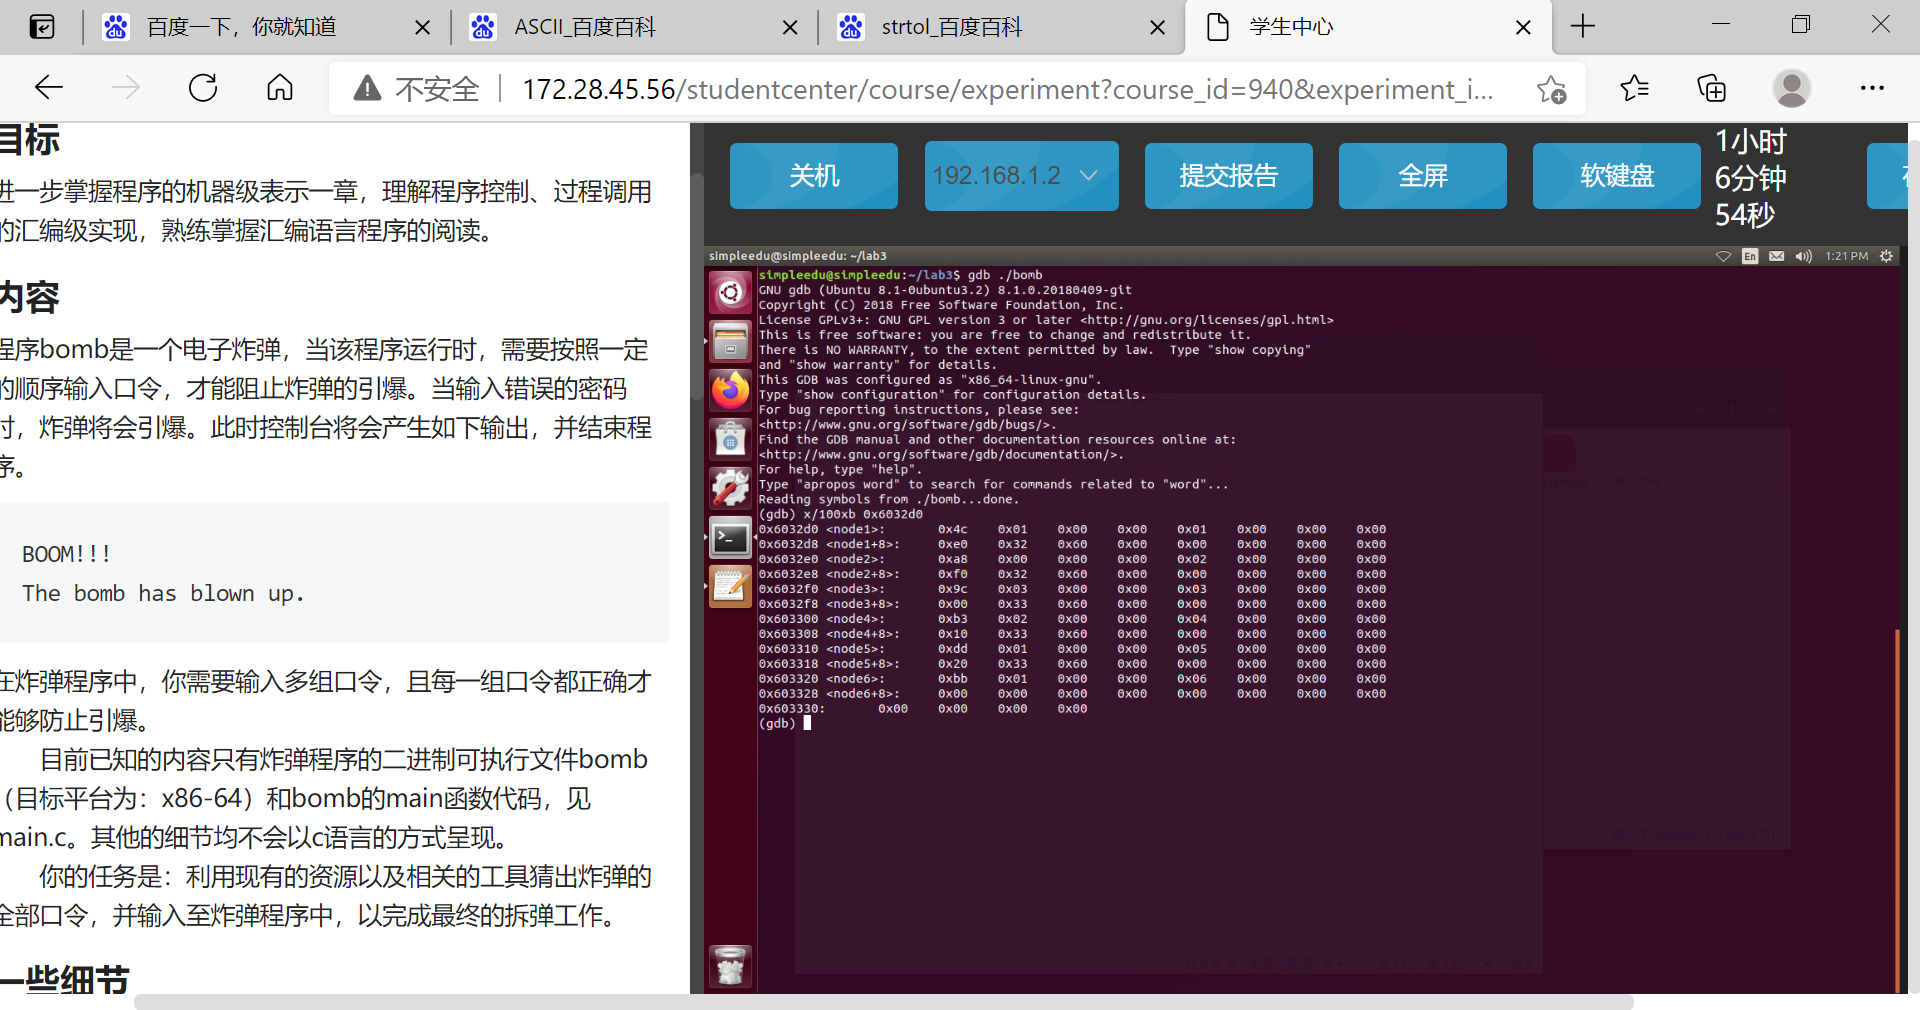 百度一下，你就知道
ASCII_百度百科
strtol_百度百科
学生中心
不安全
172.28.45.56/studentcenter/course/experiment?course_id=940&experiment_i...
目标
进一步掌握程序的机器级表示一章，理解程序控制、过程调用
的汇编级实现，熟练掌握汇编语言程序的阅读。
内容
程序bomb是一个电子炸弹，当该程序运行时，需要按照一定
的顺序输入口令，才能阻止炸弹的引爆。当输入错误的密码
时，炸弹将会引爆。此时控制台将会产生如下输出，并结束程
序。
BOOM!!!
The bomb has blown up.
在炸弹程序中，你需要输入多组口令，且每一组口令都正确才
能够防止引爆。
目前已知的内容只有炸弹程序的二进制可执行文件bomb
（目标平台为：x86-64）和bomb的main函数代码，见
main.c。其他的细节均不会以c语言的方式呈现。
你的任务是：利用现有的资源以及相关的工具猜出炸弹的
全部口令，并输入至炸弹程序中，以完成最终的拆弹工作。
一些细节
关机
192.168.1.2
提交报告
全屏
软键盘
1小时
6分钟
54秒
simpleedu@simpleedu: ~/lab3
En
1:21 PM
simpleedu@simpleedu:~/lab3$ gdb ./bomb
GNU gdb (Ubuntu 8.1-0ubuntu3.2) 8.1.0.20180409-git
Copyright (C) 2018 Free Software Foundation, Inc.
License GPLv3+: GNU GPL version 3 or later <http://gnu.org/licenses/gpl.html>
This is free software: you are free to change and redistribute it.
There is NO WARRANTY, to the extent permitted by law.  Type "show copying"
and "show warranty" for details.
This GDB was configured as "x86_64-linux-gnu".
Type "show configuration" for configuration details.
For bug reporting instructions, please see:
<http://www.gnu.org/software/gdb/bugs/>.
Find the GDB manual and other documentation resources online at:
<http://www.gnu.org/software/gdb/documentation/>.
For help, type "help".
Type "apropos word" to search for commands related to "word"...
Reading symbols from ./bomb...done.
(gdb) x/100xb 0x6032d0
0x6032d0 <node1>: 0x4c 0x01 0x00 0x00 0x01 0x00 0x00 0x00
0x6032d8 <node1+8>: 0xe0 0x32 0x60 0x00 0x00 0x00 0x00 0x00
0x6032e0 <node2>: 0xa8 0x00 0x00 0x00 0x02 0x00 0x00 0x00
0x6032e8 <node2+8>: 0xf0 0x32 0x60 0x00 0x00 0x00 0x00 0x00
0x6032f0 <node3>: 0x9c 0x03 0x00 0x00 0x03 0x00 0x00 0x00
0x6032f8 <node3+8>: 0x00 0x33 0x60 0x00 0x00 0x00 0x00 0x00
0x603300 <node4>: 0xb3 0x02 0x00 0x00 0x04 0x00 0x00 0x00
0x603308 <node4+8>: 0x10 0x33 0x60 0x00 0x00 0x00 0x00 0x00
0x603310 <node5>: 0xdd 0x01 0x00 0x00 0x05 0x00 0x00 0x00
0x603318 <node5+8>: 0x20 0x33 0x60 0x00 0x00 0x00 0x00 0x00
0x603320 <node6>: 0xbb 0x01 0x00 0x00 0x06 0x00 0x00 0x00
0x603328 <node6+8>: 0x00 0x00 0x00 0x00 0x00 0x00 0x00 0x00
0x603330: 0x00 0x00 0x00 0x00
(gdb)